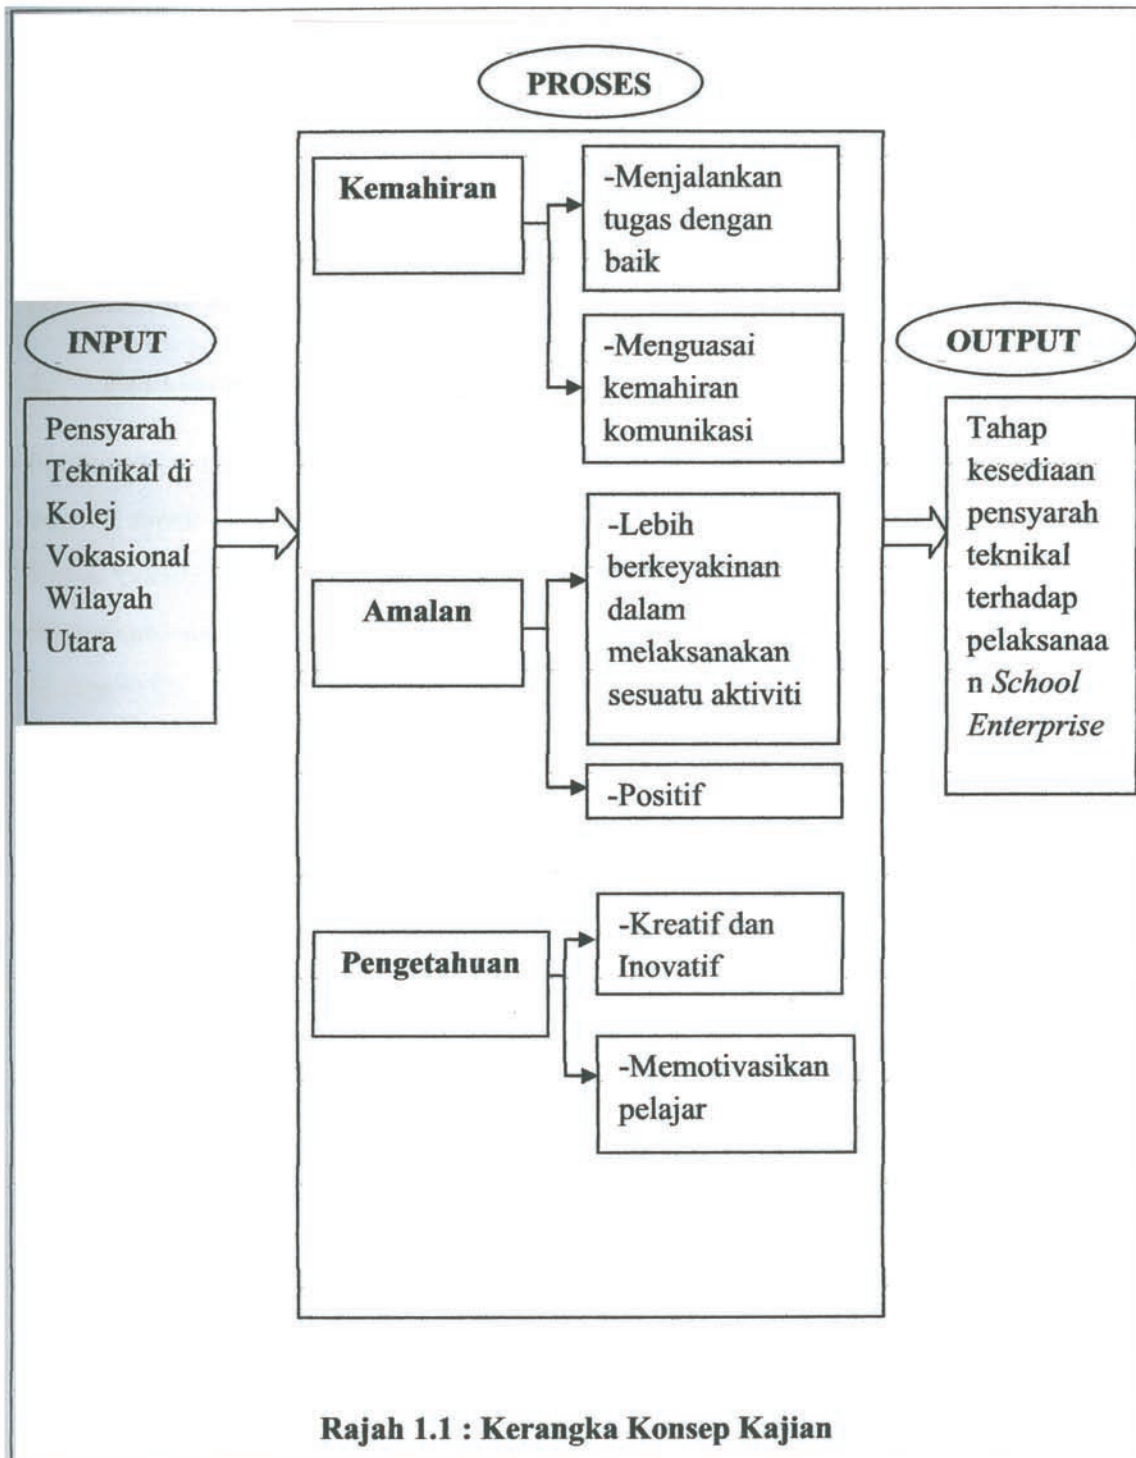 PROSES
Kemahiran
-Menjalankan
tugas dengan
baik
-Menguasai
kemahiran
komunikasi
INPUT
Pensyarah
Teknikal di
Kolej
Vokasional
Wilayah
Utara
Amalan
-Lebih
berkeyakinan
dalam
melaksanakan
sesuatu aktiviti
-Positif
Pengetahuan
-Kreatif dan
Inovatif
-Memotivasikan
pelajar
OUTPUT
Tahap
kesediaan
pensyarah
teknikal
terhadap
pelaksanaa
n School
Enterprise
Rajah 1.1 : Kerangka Konsep Kajian